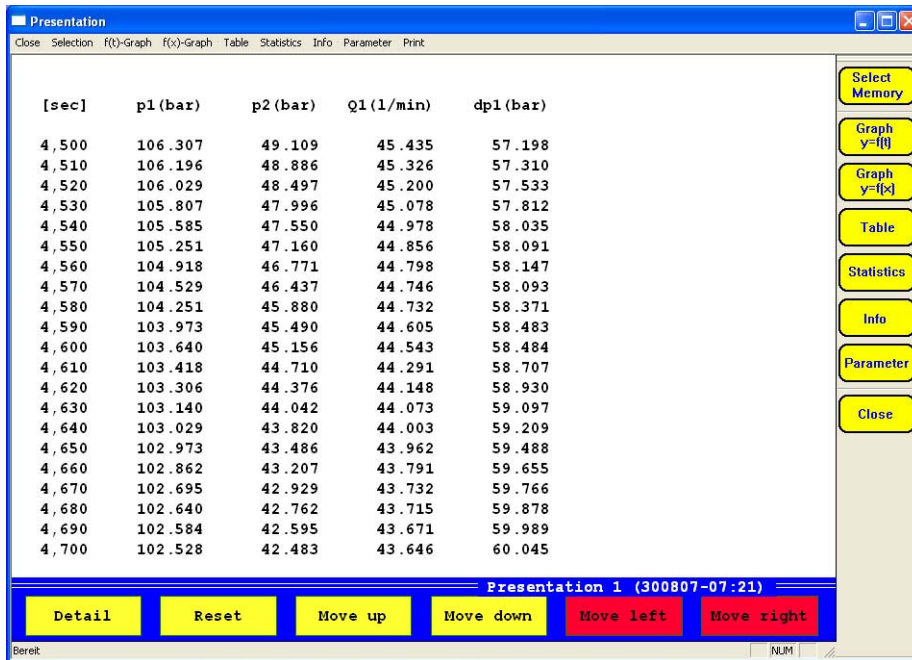 Presentation
Close Selection f(t)-Graph f(x)-Graph Table Statistics Info Parameter Print
[sec] p1(bar) p2(bar) Q1(l/min) dp1(bar)
4,500 106.307 49.109 45.435 57.198
4,510 106.196 48.886 45.326 57.310
4,520 106.029 48.497 45.200 57.533
4,530 105.807 47.996 45.078 57.812
4,540 105.585 47.550 44.978 58.035
4,550 105.251 47.160 44.856 58.091
4,560 104.918 46.771 44.798 58.147
4,570 104.529 46.437 44.746 58.093
4,580 104.251 45.880 44.732 58.371
4,590 103.973 45.490 44.605 58.483
4,600 103.640 45.156 44.543 58.484
4,610 103.418 44.710 44.291 58.707
4,620 103.306 44.376 44.148 58.930
4,630 103.140 44.042 44.073 59.097
4,640 103.029 43.820 44.003 59.209
4,650 102.973 43.486 43.962 59.488
4,660 102.862 43.207 43.791 59.655
4,670 102.695 42.929 43.732 59.766
4,680 102.640 42.762 43.715 59.878
4,690 102.584 42.595 43.671 59.989
4,700 102.528 42.483 43.646 60.045
Select
Memory
Graph
y=f(t)
Graph
y=f(x)
Table
Statistics
Info
Parameter
Close
Presentation 1 (300807-07:21)
Detail Reset Move up Move down Move left Move right
Bereit NUM